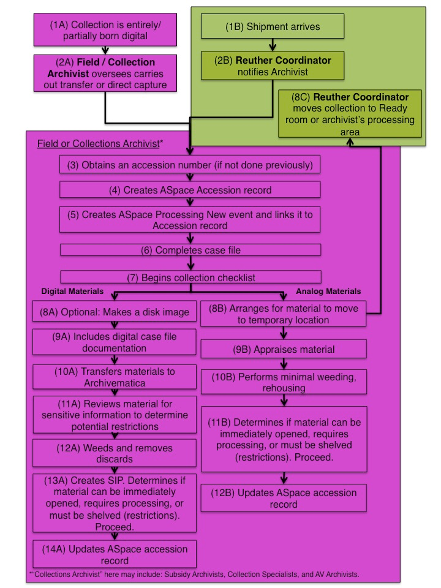 (1A) Collection is entirely/
partially born digital
(2A) Field / Collection
Archivist oversees carries
out transfer or direct capture
(1B) Shipment arrives
(2B) Reuther Coordinator
notifies Archivist
(8C) Reuther Coordinator
moves collection to Ready
room or archivist's processing
area
Field or Collections Archivist*
(3) Obtains an accession number (if not done previously)
(4) Creates ASpace Accession record
(5) Creates ASpace Processing New event and links it to
Accession record
(6) Completes case file
(7) Begins collection checklist
Digital Materials
Analog Materials
(8A) Optional: Makes a disk image
(9A) Includes digital case file
documentation
(10A) Transfers materials to
Archivematica
(11A) Reviews material for
sensitive information to determine
potential restrictions
(12A) Weeds and removes
discards
(13A) Creates SIP. Determines if
material can be immediately
opened, requires processing, or
must be shelved (restrictions).
Proceed.
(14A) Updates ASpace accession
record
(8B) Arranges for material to move
to temporary location
(9B) Appraises material
(10B) Performs minimal weeding,
rehousing
(11B) Determines if material can be
immediately opened, requires
processing, or must be shelved
(restrictions). Proceed.
(12B) Updates ASpace accession
record
*"Collections Archivist" here may include: Subsidy Archivists, Collection Specialists, and AV Archivists.